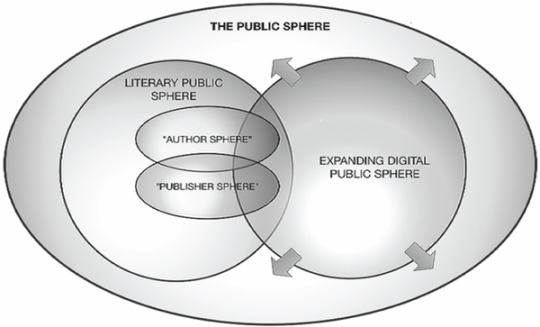 THE PUBLIC SPHERE
LITERARY PUBLIC
SPHERE
"AUTHOR SPHERE"
"PUBLISHER SPHERE"
EXPANDING DIGITAL
PUBLIC SPHERE